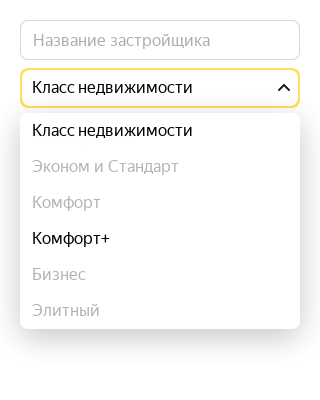 Название застройщика
Класс недвижимости
Класс недвижимости
Эконом и Стандарт
Комфорт
Комфорт+
Бизнес
Элитный